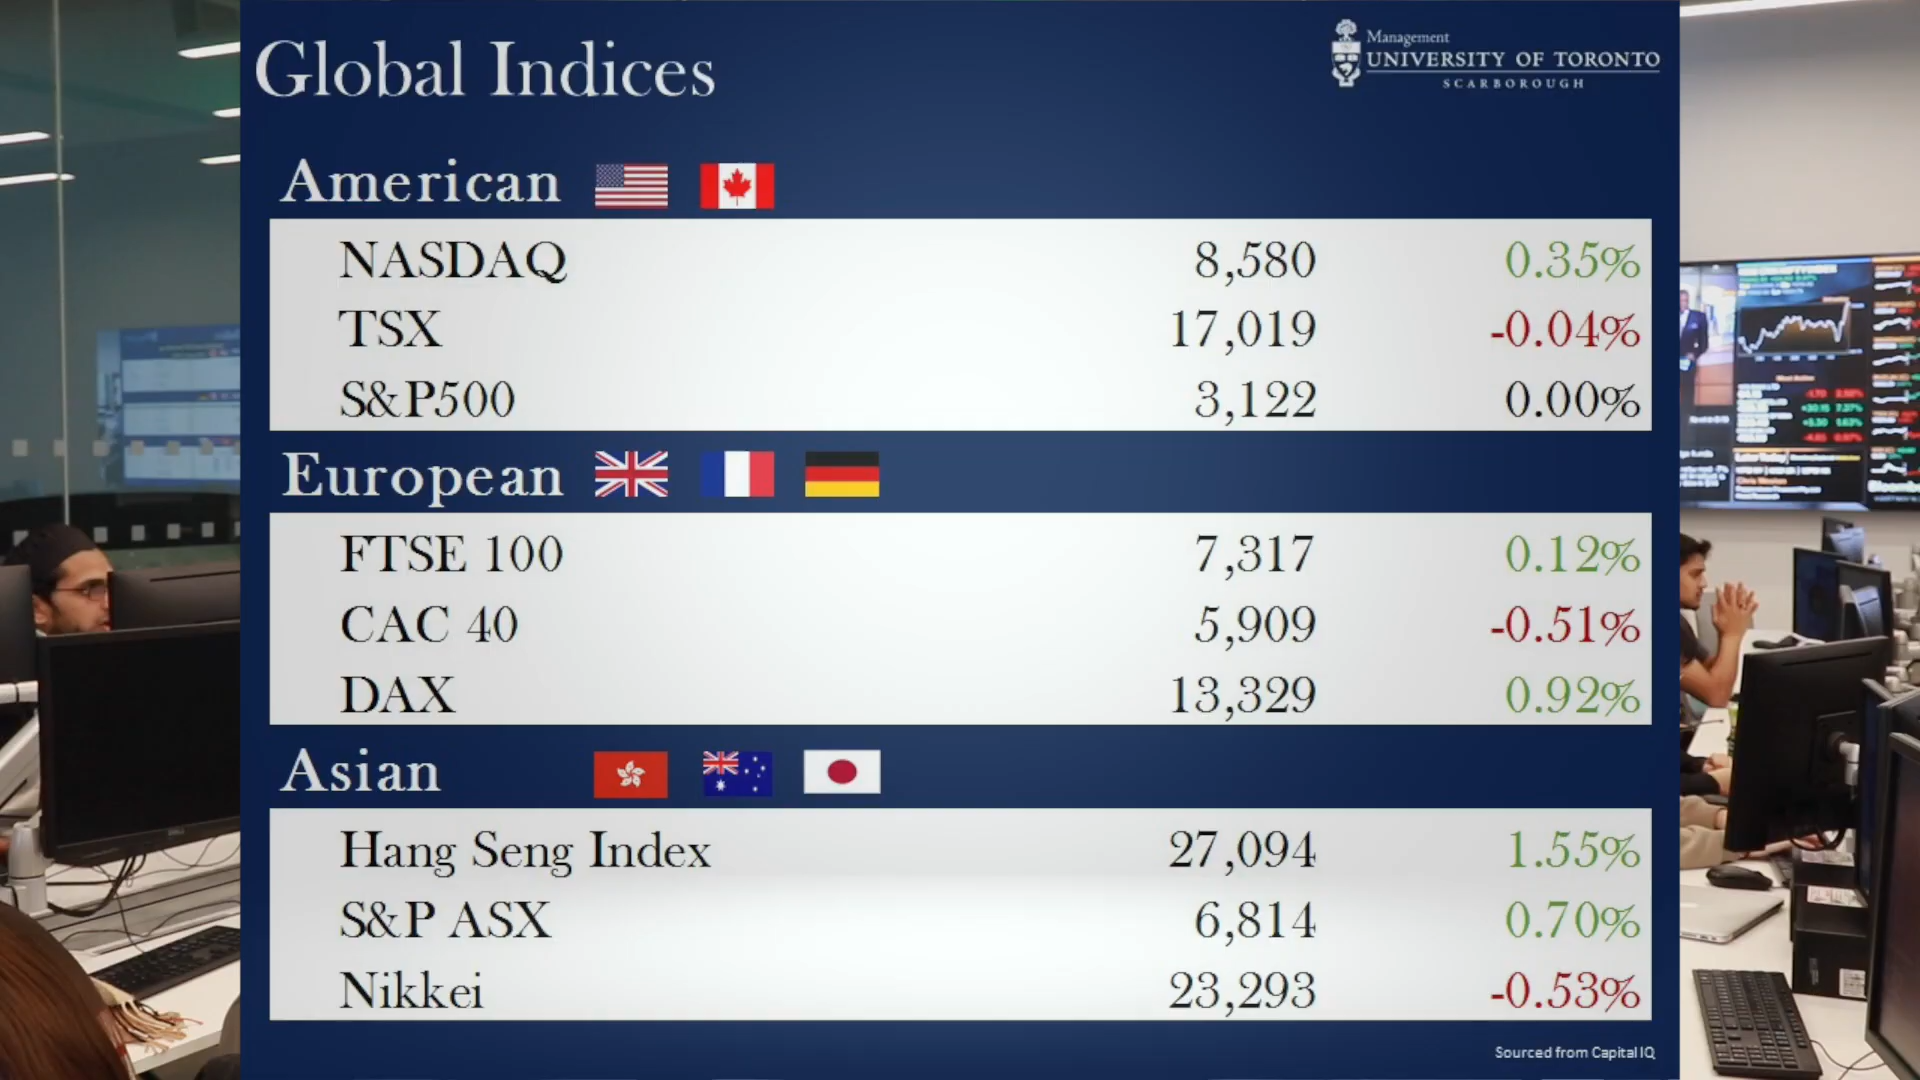 Global Indices
Management
UNIVERSITY OF TORONTO
SCARBOROUGH
American
NASDAQ 8,580 0.35%
TSX 17,019 -0.04%
S&P500 3,122 0.00%
European
FTSE 100 7,317 0.12%
CAC 40 5,909 -0.51%
DAX 13,329 0.92%
Asian
Hang Seng Index 27,094 1.55%
S&P ASX 6,814 0.70%
Nikkei 23,293 -0.53%
Sourced from Capital IQ